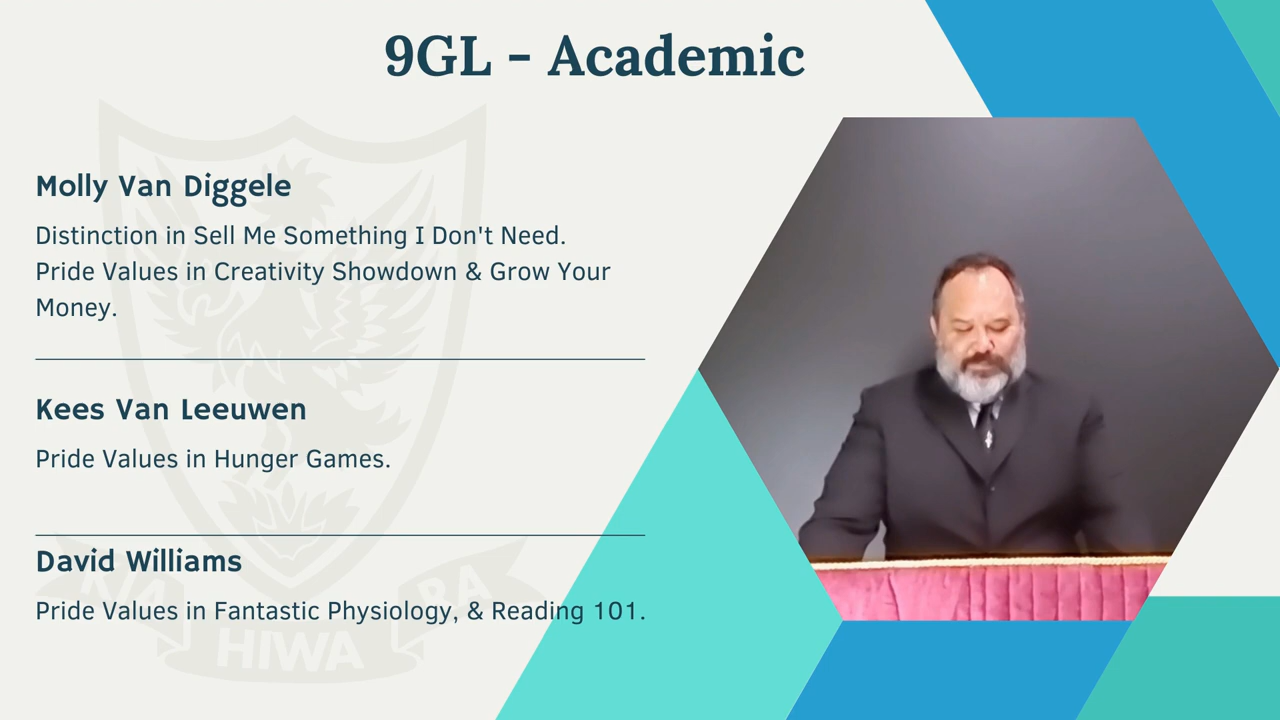 9GL - Academic
Molly Van Diggele
Distinction in Sell Me Something I Don't Need.
Pride Values in Creativity Showdown & Grow Your
Money.
Kees Van Leeuwen
Pride Values in Hunger Games.
David Williams
Pride Values in Fantastic Physiology, & Reading 101.
HIWA